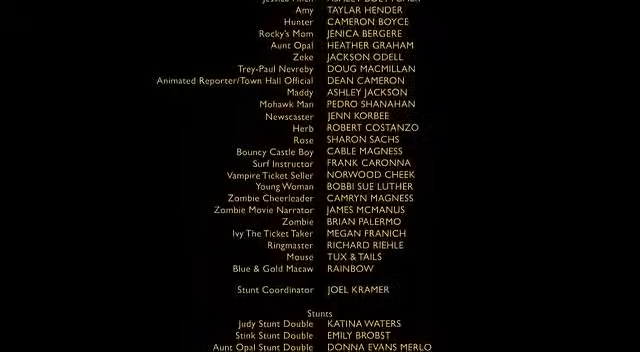 Amy TAYLAR HENDER
Hunter CAMERON BOYCE
Rocky's Mom JENICA BERGERE
Aunt Opal HEATHER GRAHAM
Zeke JACKSON ODELL
Trey-Paul Nevreby DOUG MACMILLAN
Animated Reporter/Town Hall Official DEAN CAMERON
Maddy ASHLEY JACKSON
Mohawk Man PEDRO SHANAHAN
Newscaster JENN KORBEE
Herb ROBERT COSTANZO
Rose SHARON SACHS
Bouncy Castle Boy CABLE MAGNESS
Surf Instructor FRANK CARONNA
Vampire Ticket Seller NORWOOD CHEEK
Young Woman BOBBI SUE LUTHER
Zombie Cheerleader CAMRYN MAGNESS
Zombie Movie Narrator JAMES MCMANUS
Zombie BRIAN PALERMO
Ivy The Ticket Taker MEGAN FRANICH
Ringmaster RICHARD RIEHLE
Mouse TUX & TAILS
Blue & Gold Macaw RAINBOW
Stunt Coordinator JOEL KRAMER
Stunts
Judy Stunt Double KATINA WATERS
Stink Stunt Double EMILY BROBST
Aunt Opal Stunt Double DONNA EVANS MERLO